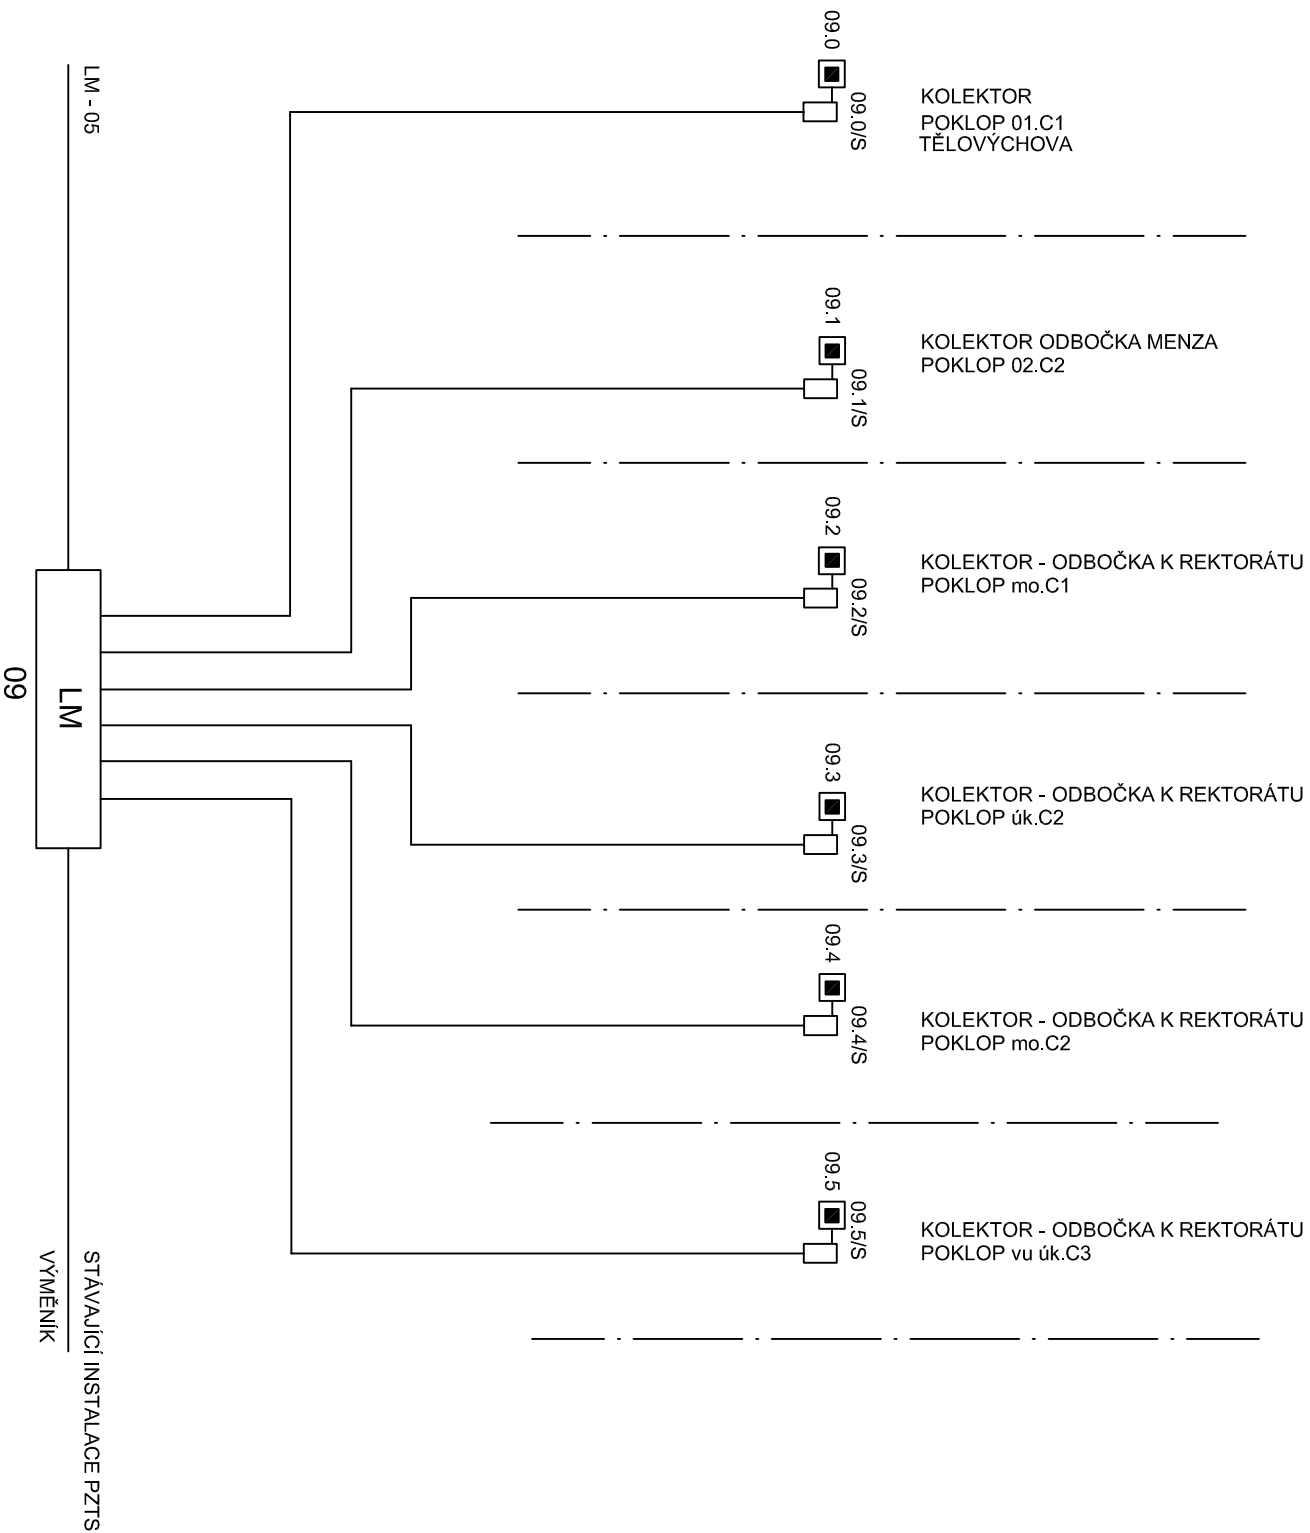 09.0
09.0/S
KOLEKTOR
POKLOP 01.C1
TĚLOVÝCHOVA
LM - 05
09.1
09.1/S
KOLEKTOR ODBOČKA MENZA
POKLOP 02.C2
09.2
09.2/S
KOLEKTOR - ODBOČKA K REKTORÁTU
POKLOP mo.C1
LM
09
09.3
09.3/S
KOLEKTOR - ODBOČKA K REKTORÁTU
POKLOP úk.C2
09.4
09.4/S
KOLEKTOR - ODBOČKA K REKTORÁTU
POKLOP mo.C2
09.5
09.5/S
KOLEKTOR - ODBOČKA K REKTORÁTU
POKLOP vu úk.C3
STÁVAJÍCÍ INSTALACE PZTS
VÝMĚNÍK